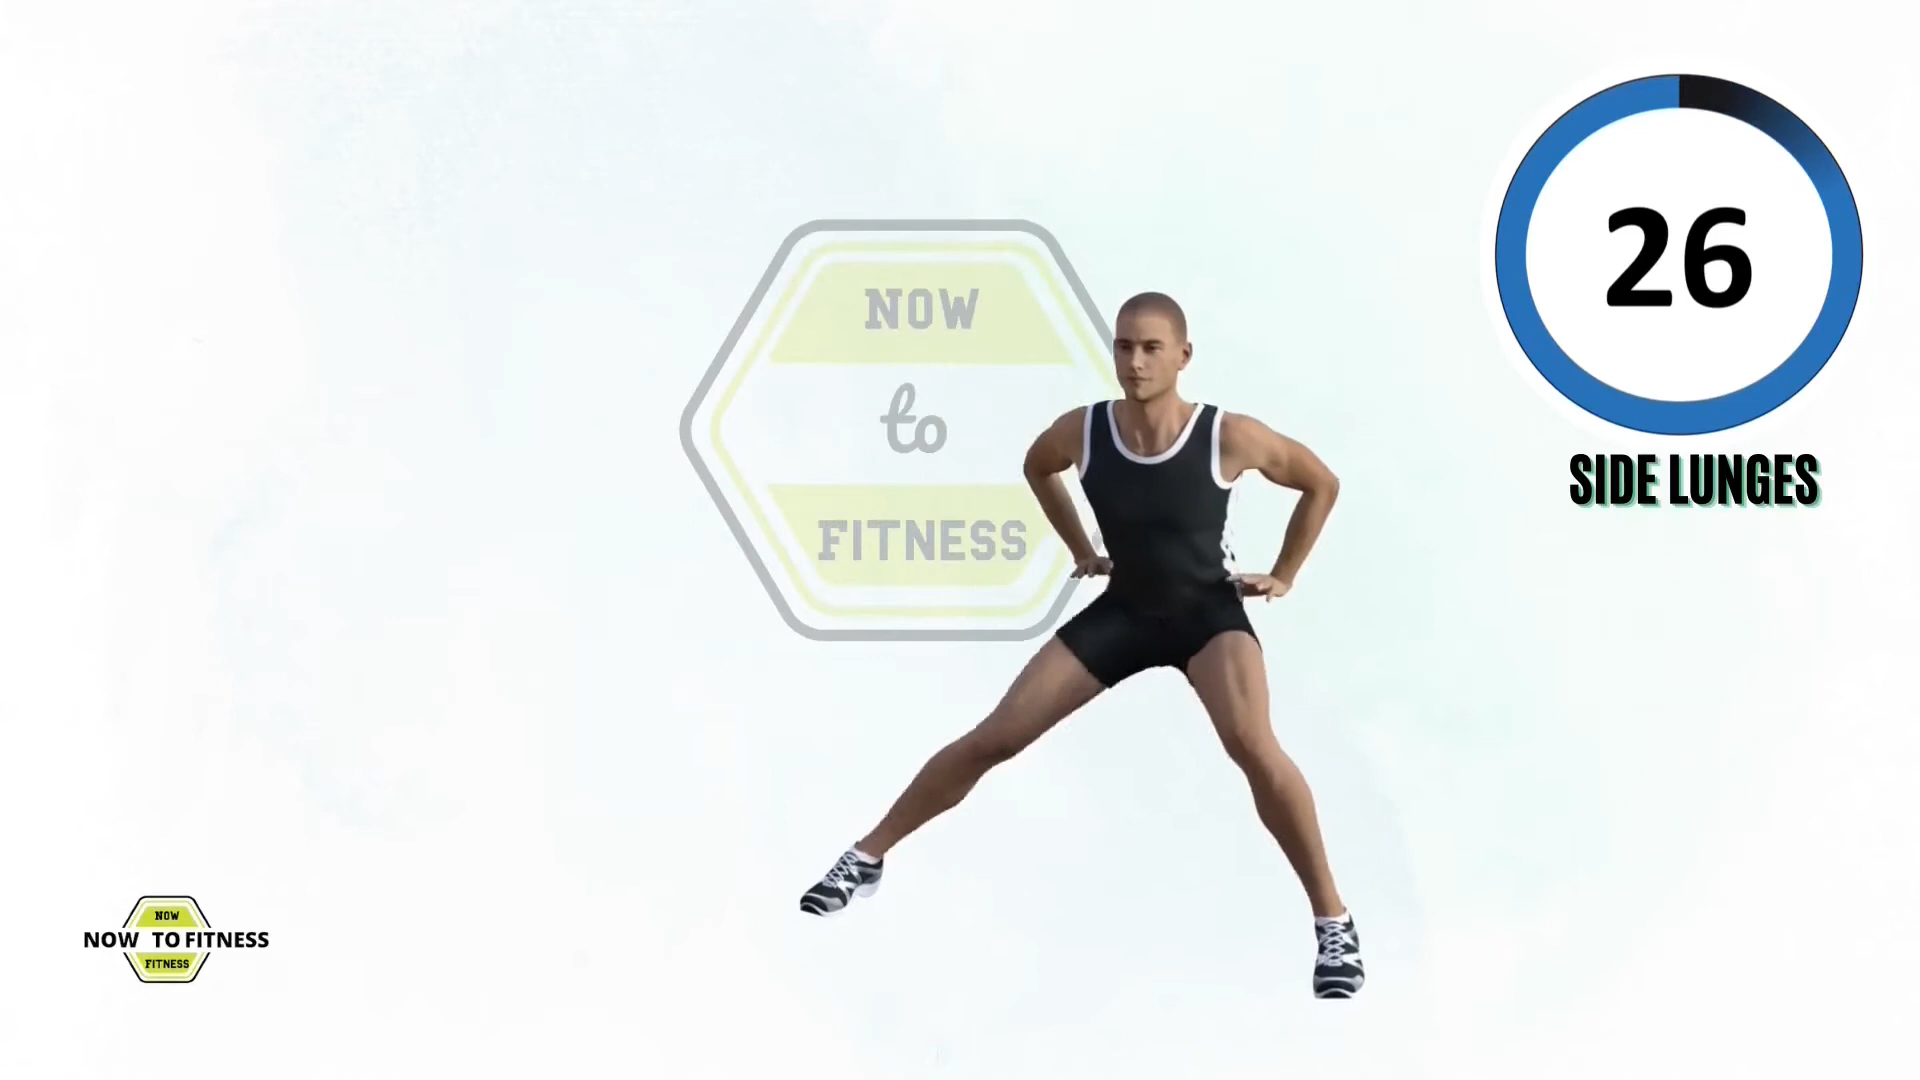 NOW
to
FITNESS
26
SIDE LUNGES
NOW
NOW TO FITNESS
FITNESS